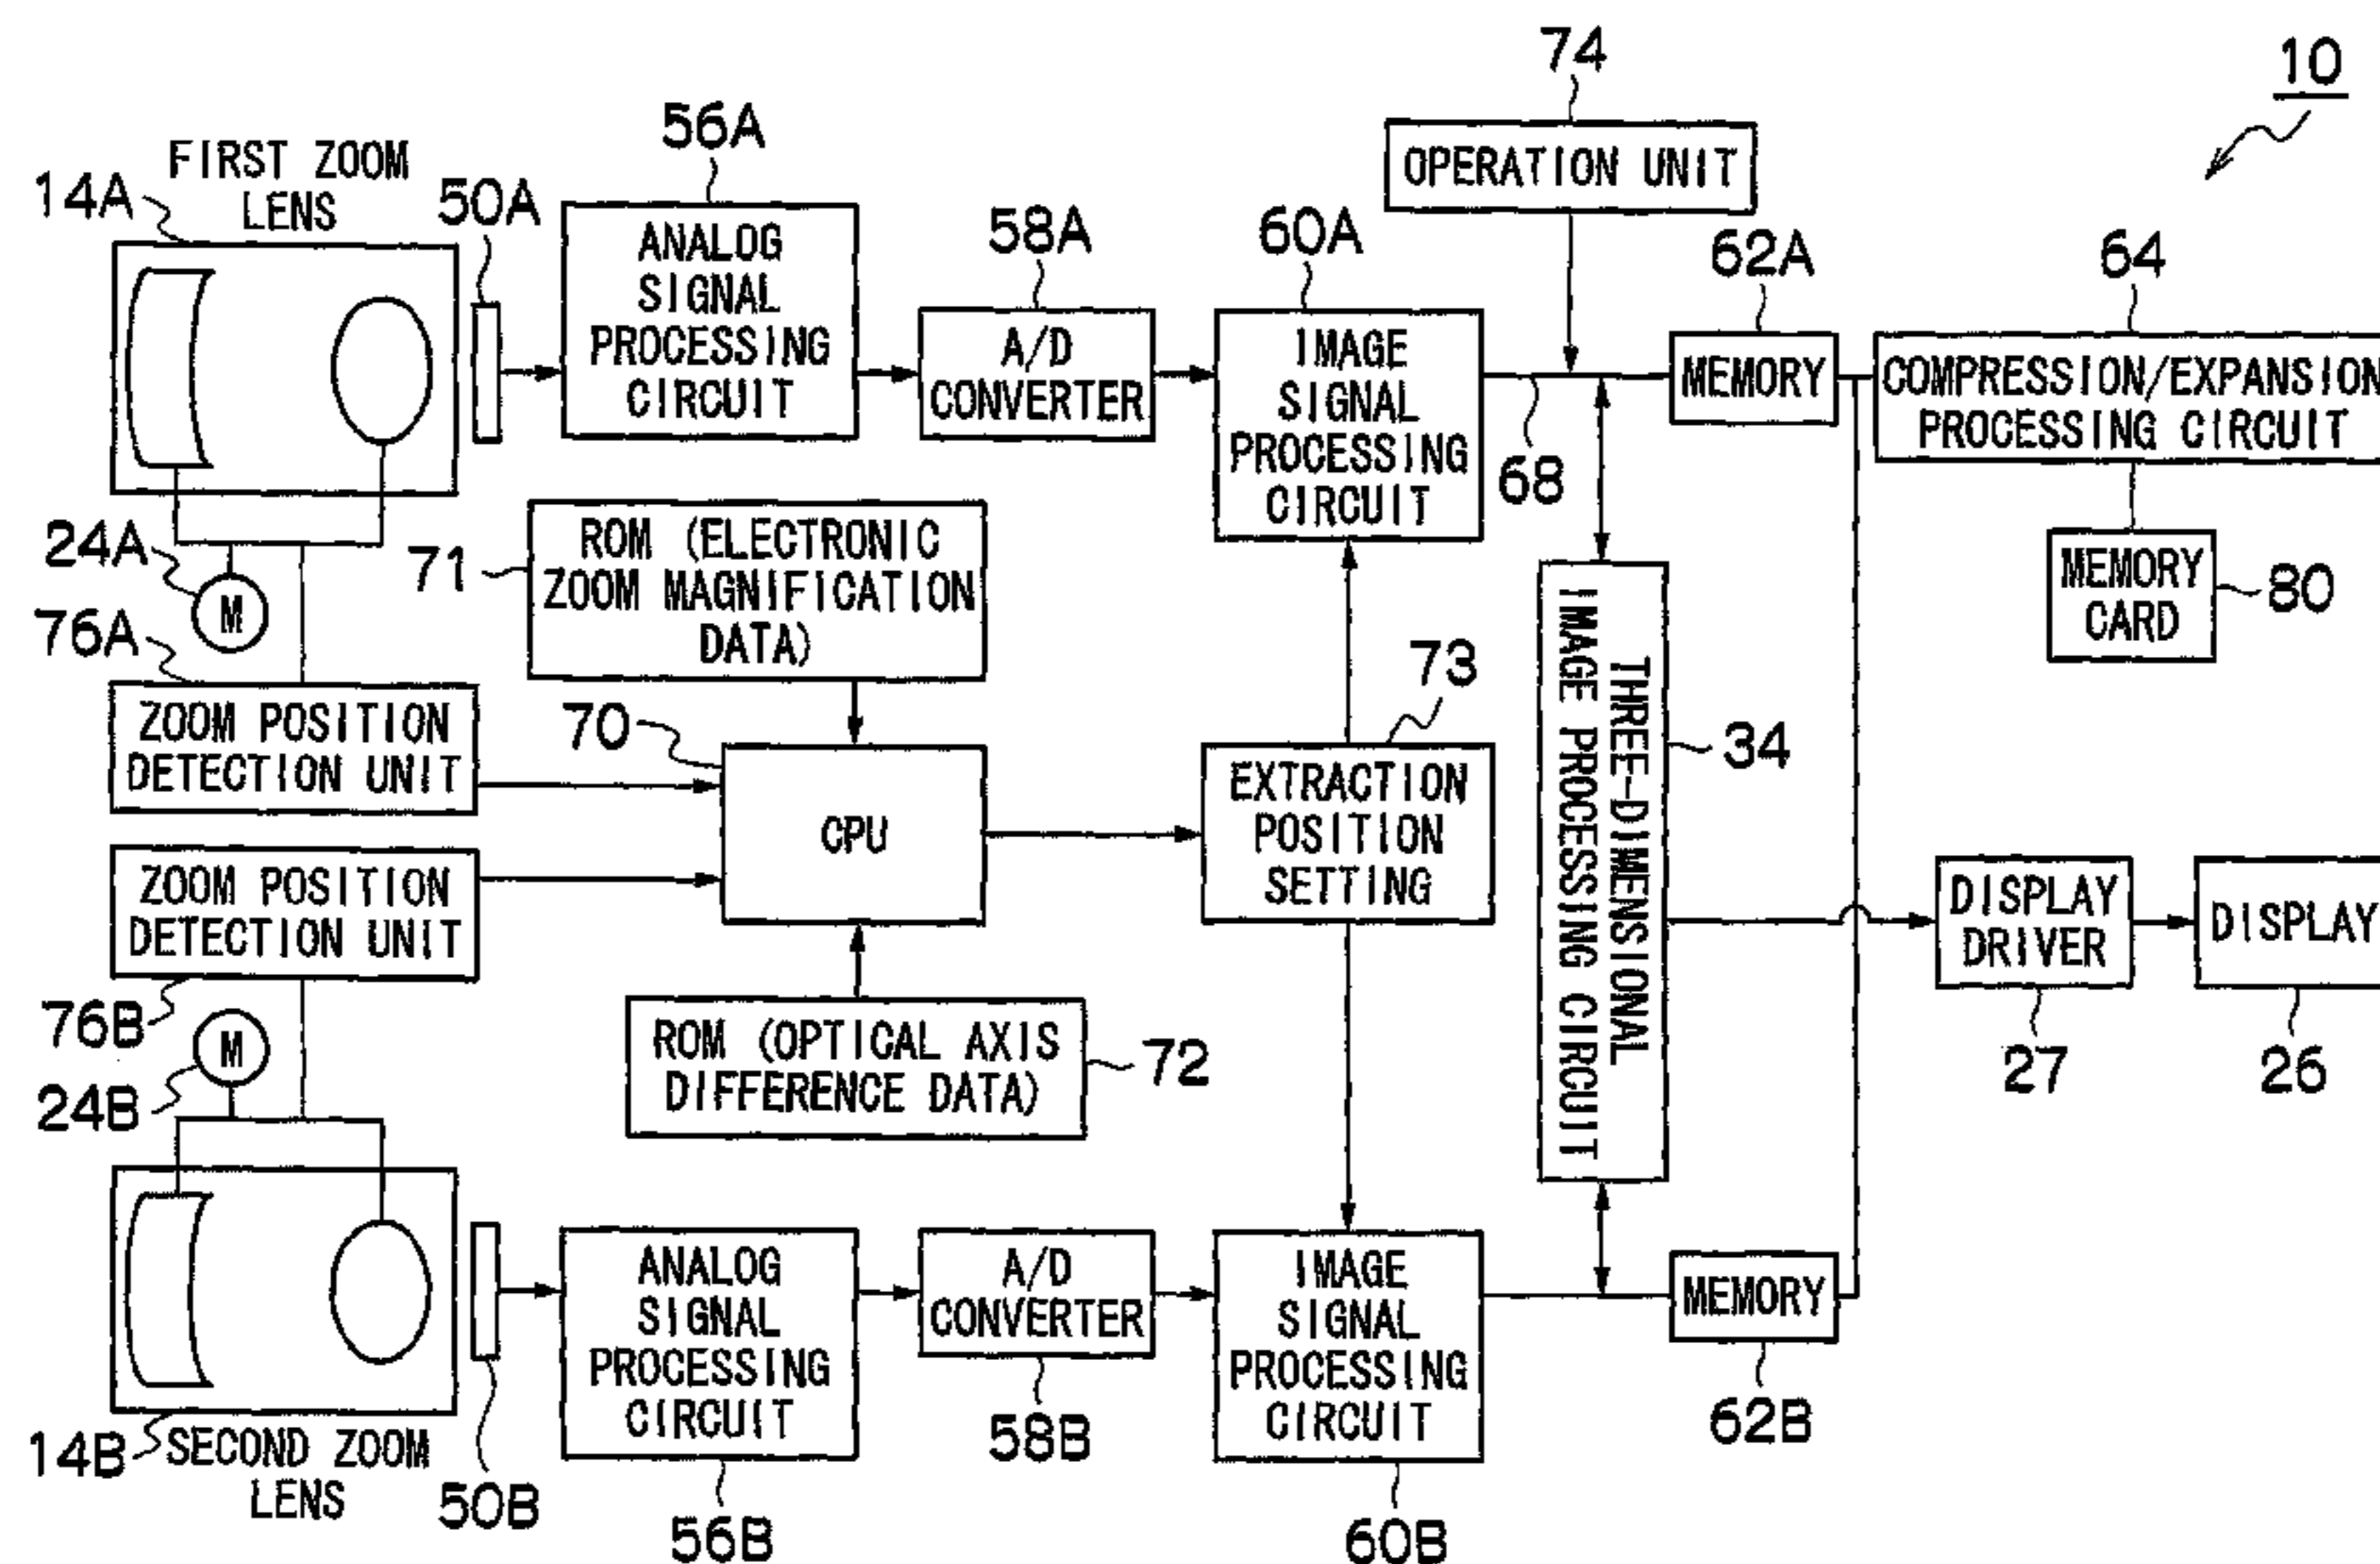 10
74
OPERATION UNIT
FIRST ZOOM
LENS
14A
50A
56A
ANALOG
SIGNAL
PROCESSING
CIRCUIT
58A
A/D
CONVERTER
60A
IMAGE
SIGNAL
PROCESSING
CIRCUIT
68
62A
MEMORY
64
COMPRESSION/EXPANSION
PROCESSING CIRCUIT
MEMORY
CARD
80
24A
M
76A
ZOOM POSITION
DETECTION UNIT
71
ROM (ELECTRONIC
ZOOM MAGNIFICATION
DATA)
70
CPU
73
EXTRACTION
POSITION
SETTING
THREE-DIMENSIONAL
IMAGE PROCESSING CIRCUIT
34
ZOOM POSITION
DETECTION UNIT
76B
M
24B
ROM (OPTICAL AXIS
DIFFERENCE DATA)
72
DISPLAY
DRIVER
27
DISPLAY
26
14B
SECOND ZOOM
LENS
50B
ANALOG
SIGNAL
PROCESSING
CIRCUIT
56B
A/D
CONVERTER
58B
IMAGE
SIGNAL
PROCESSING
CIRCUIT
60B
MEMORY
62B